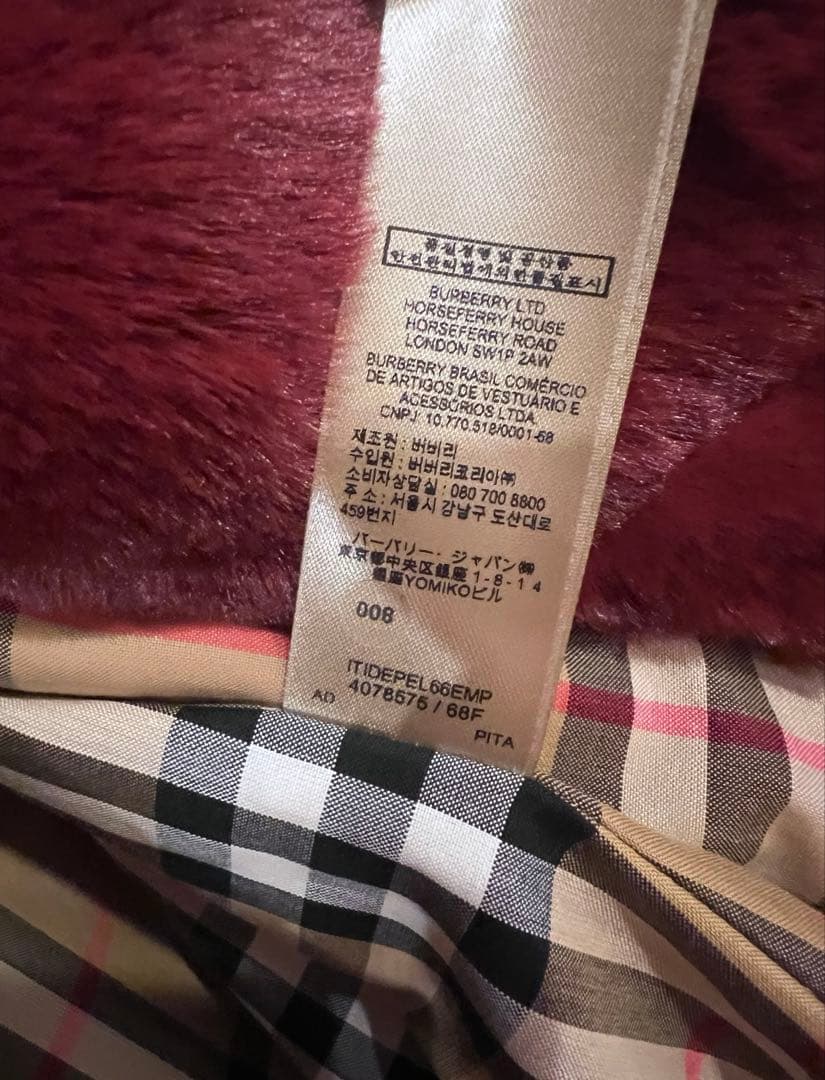 품질경영및공산품
안전관리법에의한품질표시
BURBERRY LTD
HORSEFERRY HOUSE
HORSEFERRY ROAD
LONDON SW1P 2AW
BURBERRY BRASIL COMÉRCIO
DE ARTIGOS DE VESTUÁRIO E
ACESSÓRIOS LTDA.
CNPJ 10.770.518/0001-68
제조원 : 버버리
수입원 : 버버리코리아㈜
소비자상담실 : 080 700 8800
주 소 : 서울시 강남구 도산대로
459번지
バーバリー・ジャパン㈱
東京都中央区銀座1-8-14
銀座YOMIKOビル
008
ITIDEPEL66EMP
AD 4078575 / 68F
PITA